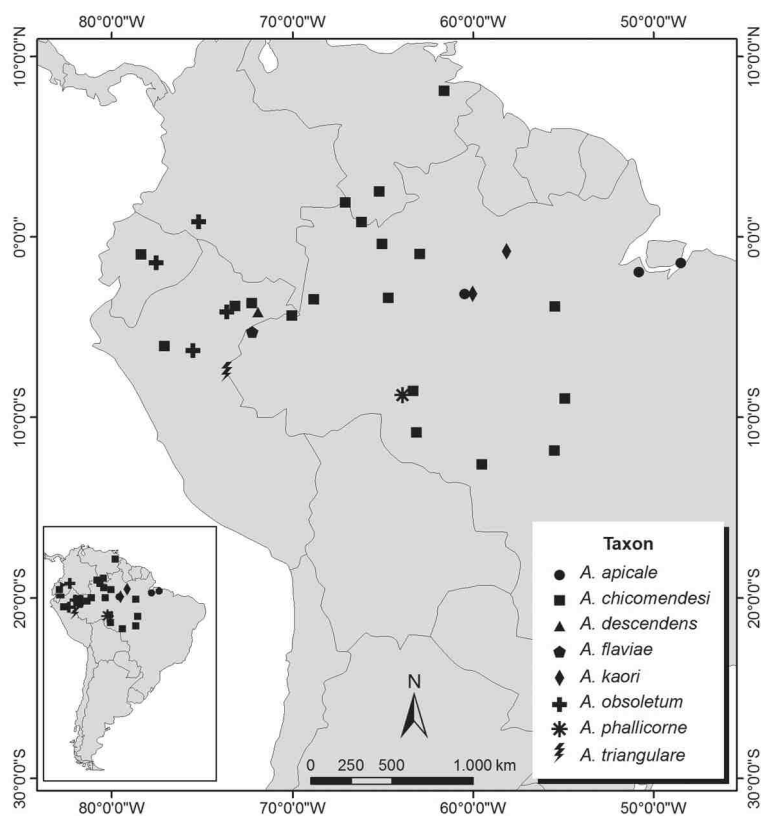 80°0'0"W 70°0'0"W 60°0'0"W 50°0'0"W
10°0'0"N 10°0'0"N
0°0'0" 0°0'0"
10°0'0"S 10°0'0"S
20°0'0"S 20°0'0"S
30°0'0"S 30°0'0"S
Taxon
A. apicale
A. chicomendesi
A. descendens
A. flaviae
A. kaori
A. obsoletum
A. phallicorne
A. triangulare
N
0 250 500 1.000 km
80°0'0"W 70°0'0"W 60°0'0"W 50°0'0"W